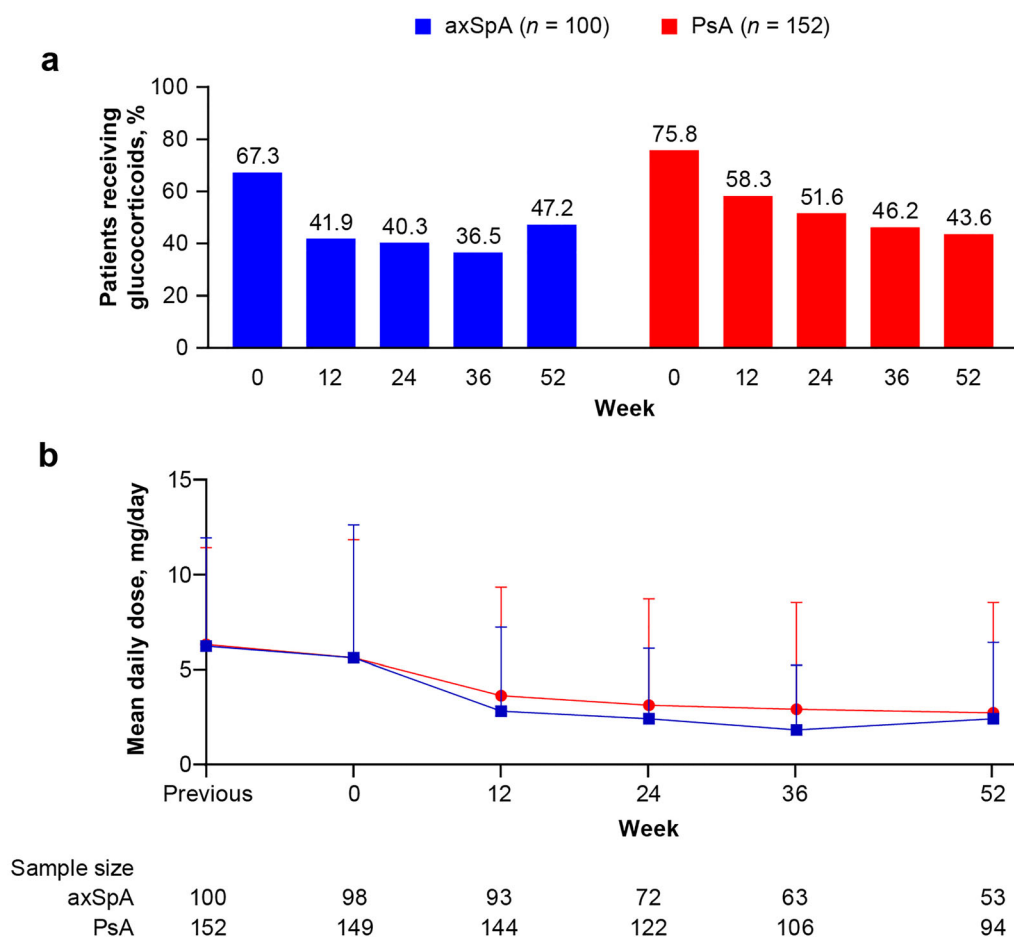 axSpA (n = 100) PsA (n = 152)
a
Patients receiving
glucocorticoids, %
100
80
60
40
20
0
67.3 41.9 40.3 36.5 47.2 75.8 58.3 51.6 46.2 43.6
0 12 24 36 52 0 12 24 36 52
Week
b
Mean daily dose, mg/day
15
10
5
0
Previous 0 12 24 36 52
Week
Sample size
axSpA 100 98 93 72 63 53
PsA 152 149 144 122 106 94